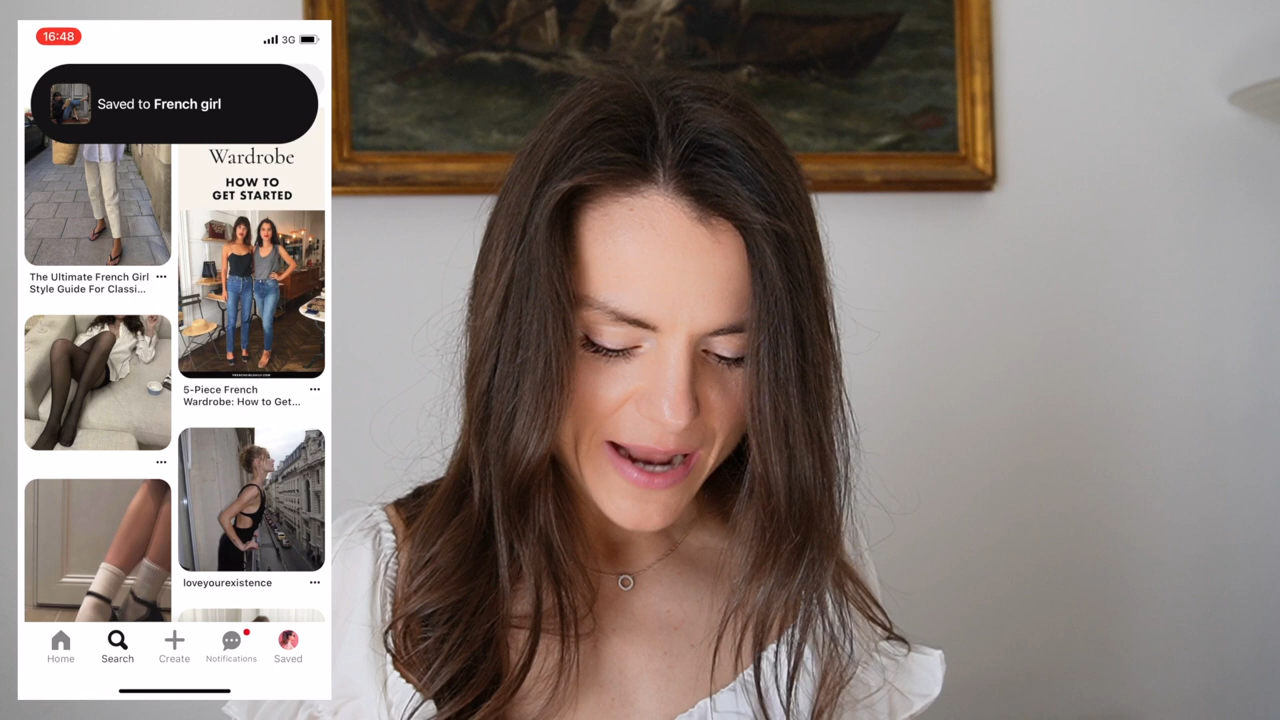 16:48
3G
Saved to French girl
Wardrobe
HOW TO
GET STARTED
The Ultimate French Girl
Style Guide For Classi...
5-Piece French
Wardrobe: How to Get...
loveyourexistence
Home
Search
Create
Notifications
Saved